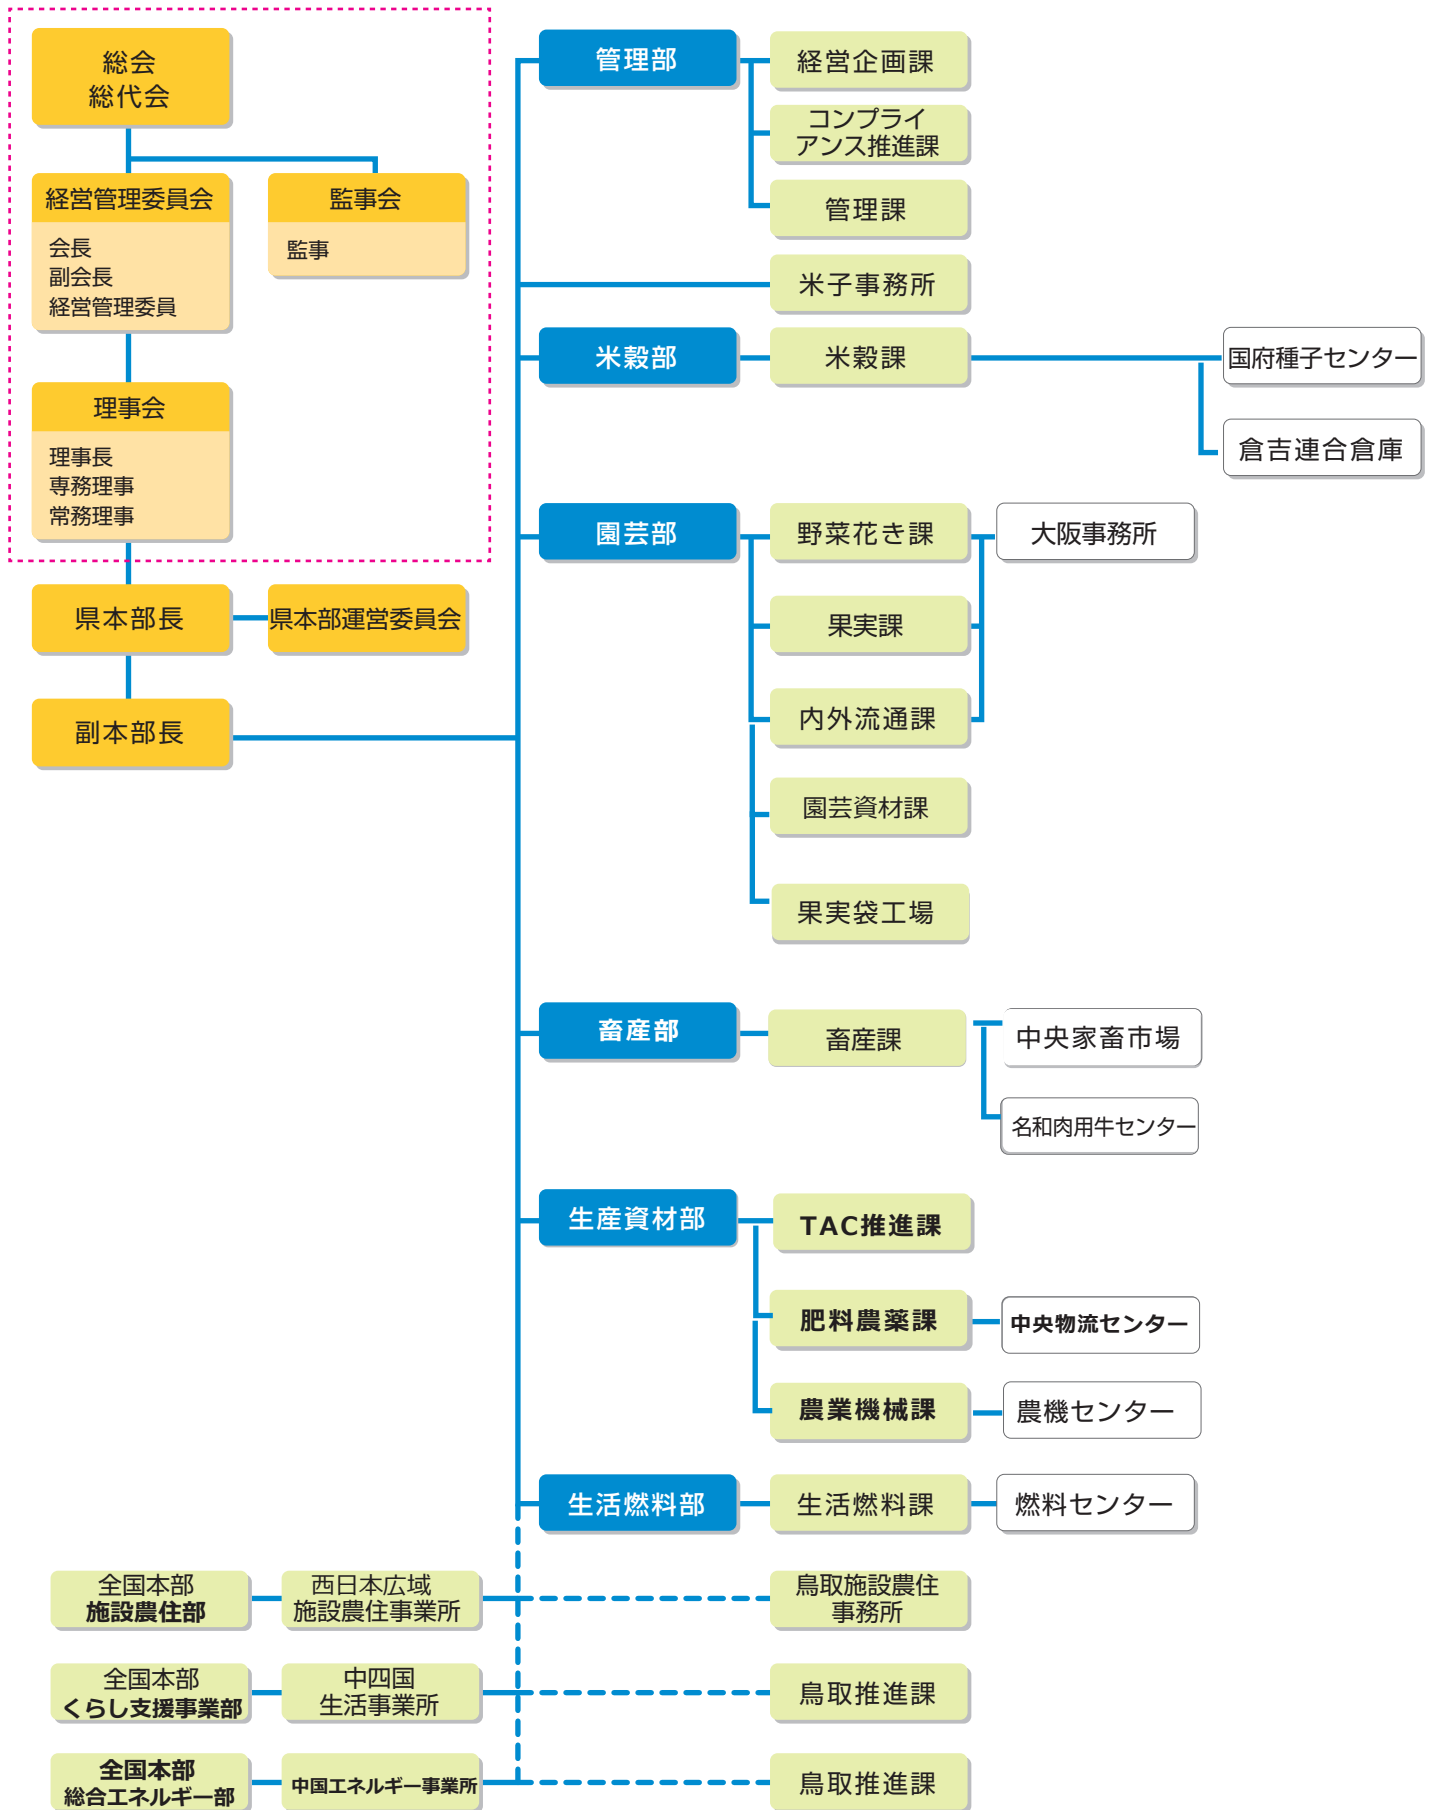 総会
総代会
経営管理委員会
会長
副会長
経営管理委員
監事会
監事
理事会
理事長
専務理事
常務理事
県本部長
県本部運営委員会
副本部長
管理部
経営企画課
コンプライ
アンス推進課
管理課
米子事務所
米穀部
米穀課
国府種子センター
倉吉連合倉庫
園芸部
野菜花き課
大阪事務所
果実課
内外流通課
園芸資材課
果実袋工場
畜産部
畜産課
中央家畜市場
名和肉用牛センター
生産資材部
TAC推進課
肥料農薬課
中央物流センター
農業機械課
農機センター
生活燃料部
生活燃料課
燃料センター
全国本部
施設農住部
西日本広域
施設農住事業所
鳥取施設農住
事務所
全国本部
くらし支援事業部
中四国
生活事業所
鳥取推進課
全国本部
総合エネルギー部
中国エネルギー事業所
鳥取推進課